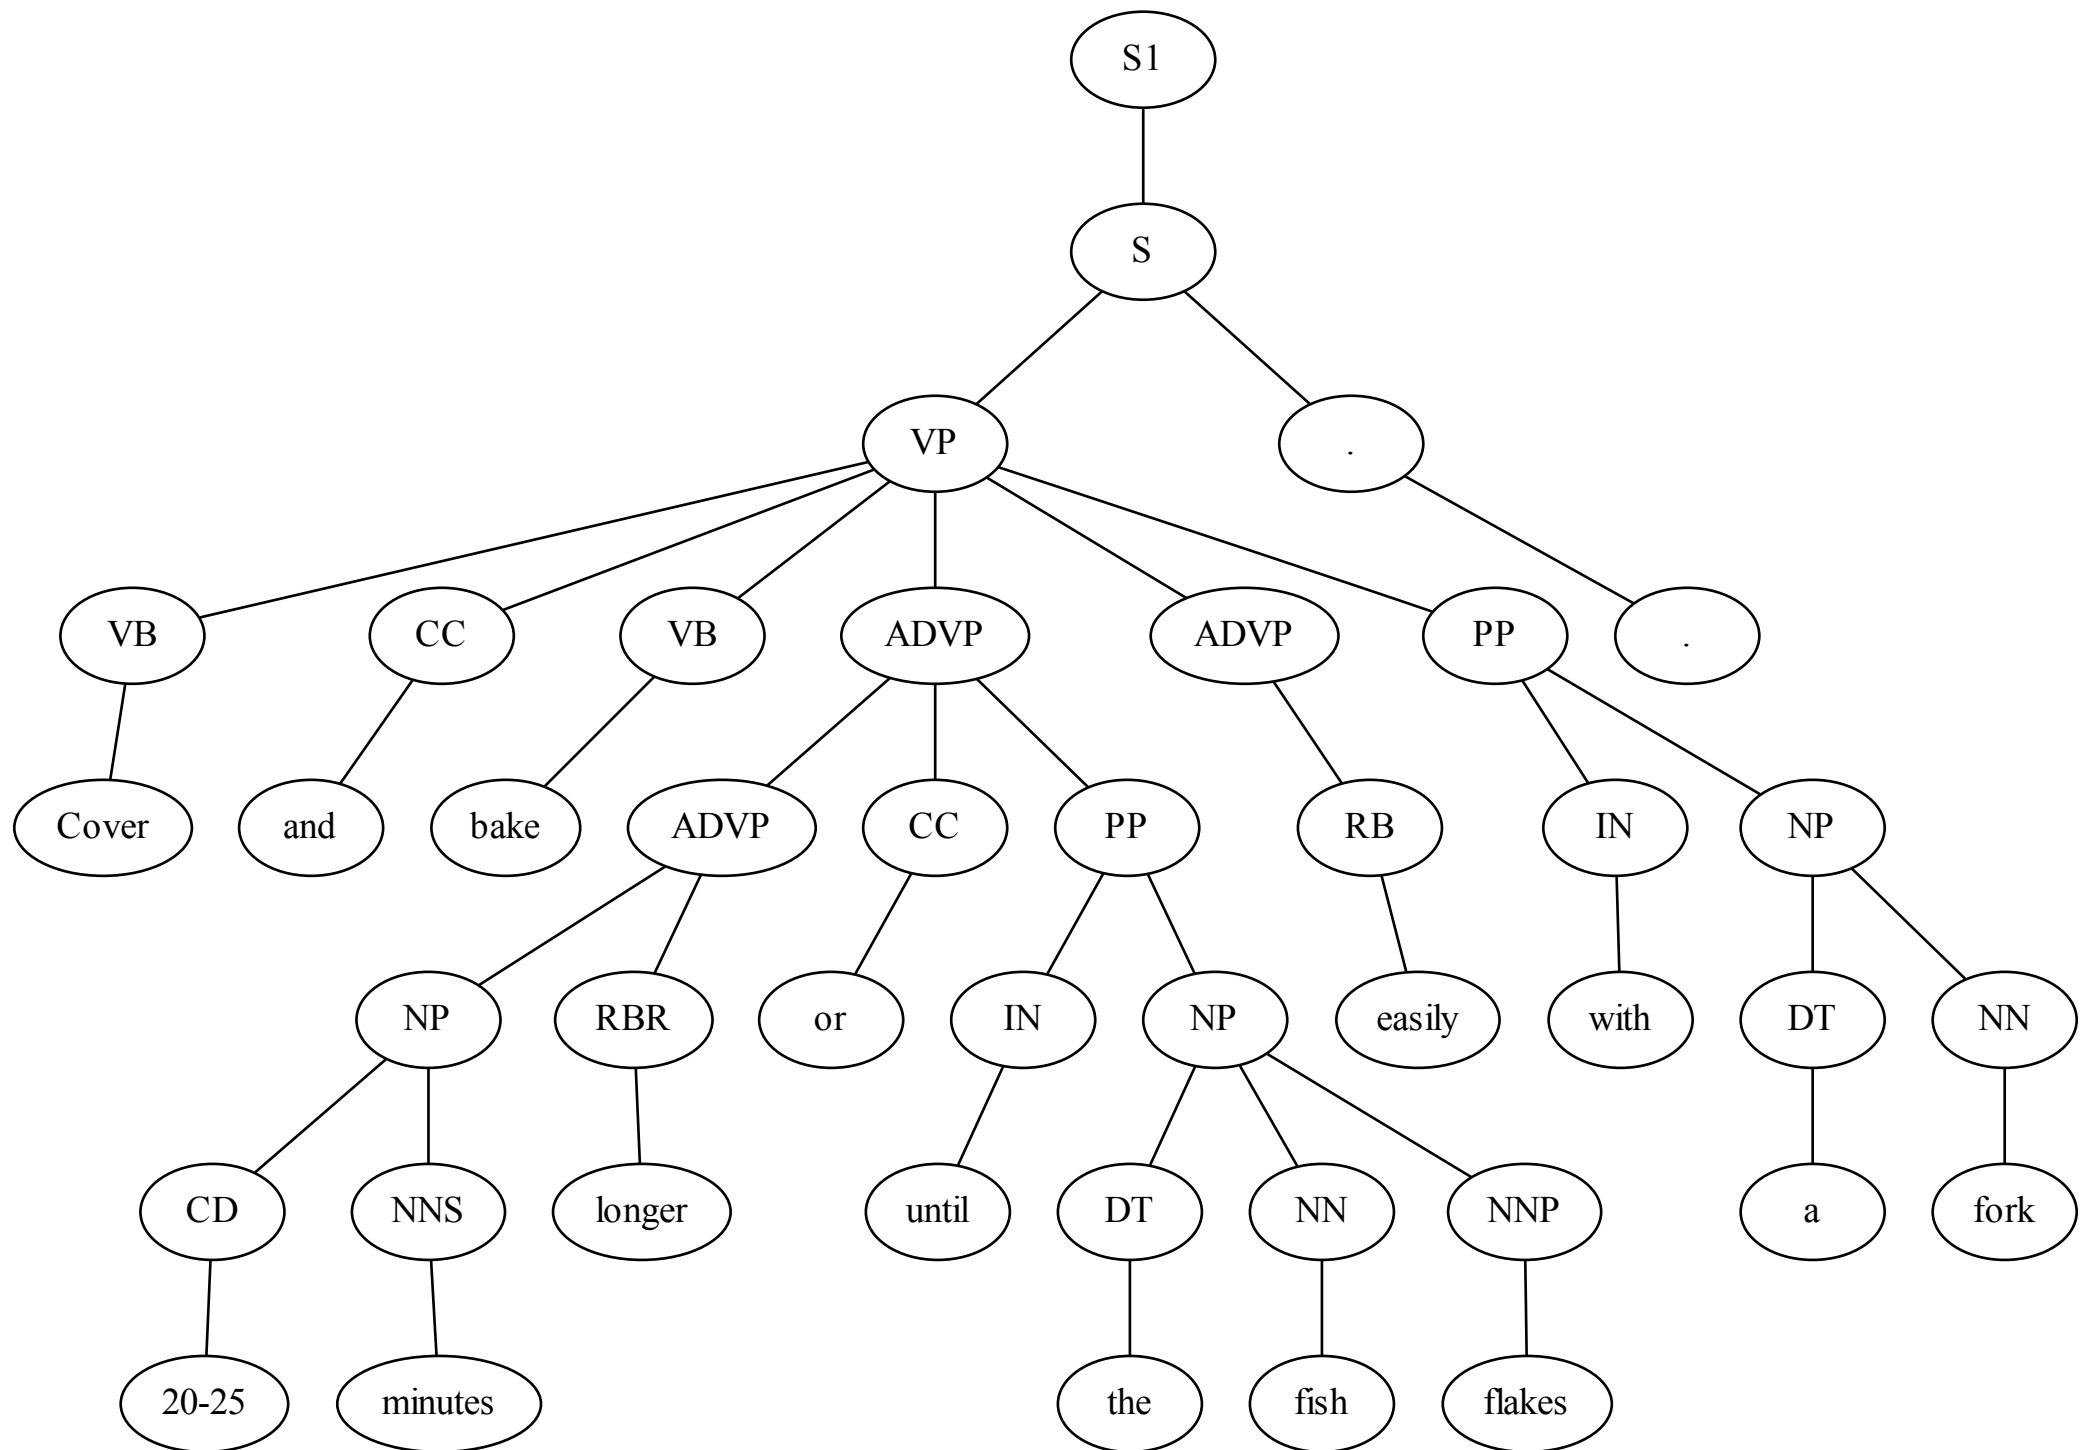 S1
S
VP .
VB CC VB ADVP ADVP PP .
Cover and bake ADVP CC PP RB IN NP
NP RBR or IN NP easily with DT NN
CD NNS longer until DT NN NNP a fork
20-25 minutes the fish flakes